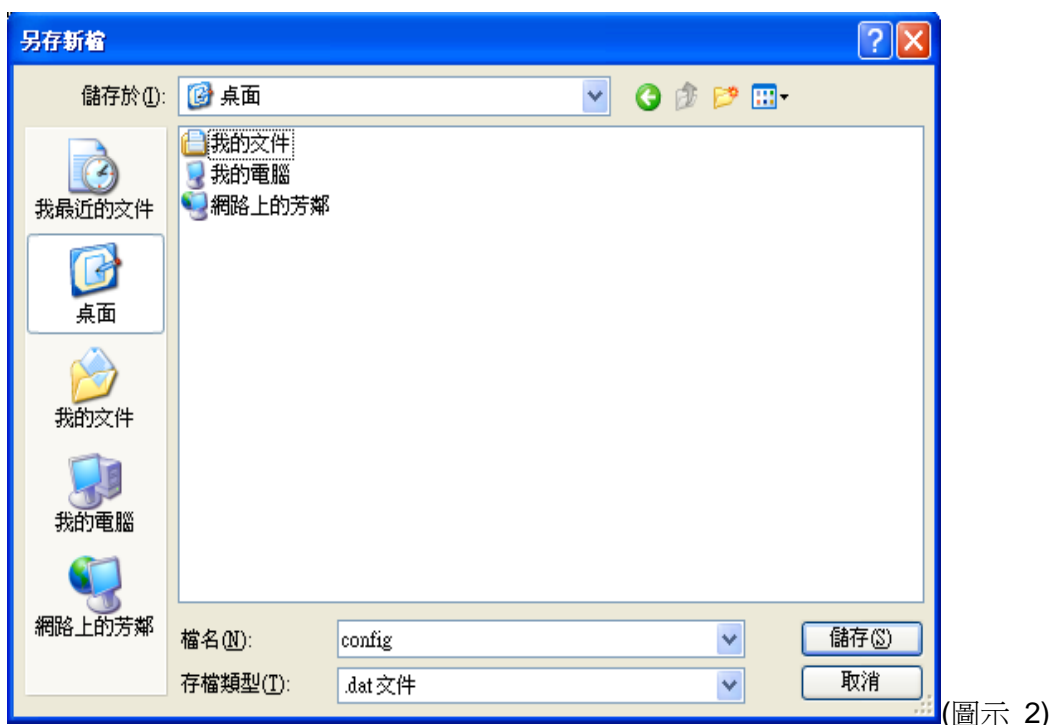 另存新檔
儲存於(I):
桌面
我最近的文件
桌面
我的文件
我的電腦
網路上的芳鄰
我的文件
我的電腦
網路上的芳鄰
檔名(N):
config
儲存(S)
存檔類型(T):
.dat 文件
取消
(圖示 2)